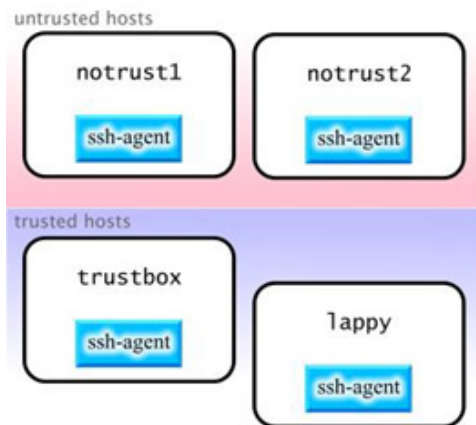 untrusted hosts
notrust1
notrust2
ssh-agent
ssh-agent
trusted hosts
trustbox
lappy
ssh-agent
ssh-agent